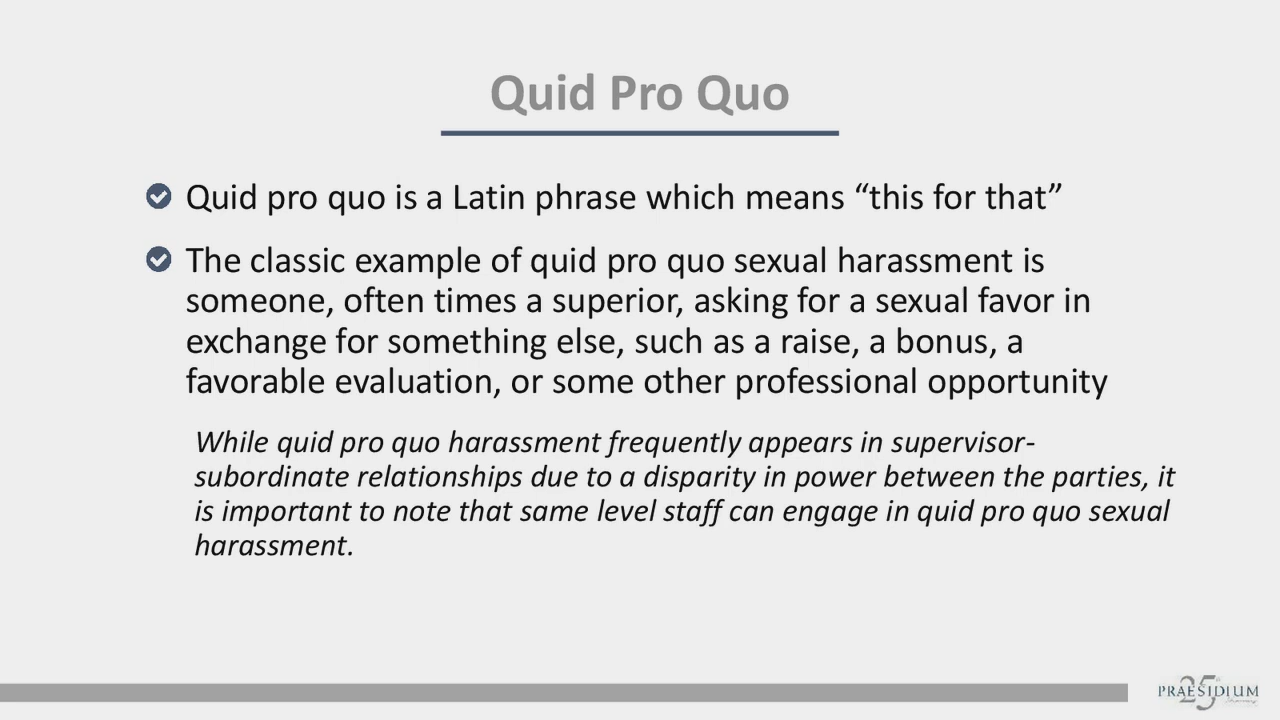 Quid Pro Quo
Quid pro quo is a Latin phrase which means “this for that”
The classic example of quid pro quo sexual harassment is
someone, often times a superior, asking for a sexual favor in
exchange for something else, such as a raise, a bonus, a
favorable evaluation, or some other professional opportunity
While quid pro quo harassment frequently appears in supervisor-
subordinate relationships due to a disparity in power between the parties, it
is important to note that same level staff can engage in quid pro quo sexual
harassment.
25
PRAESIDIUM